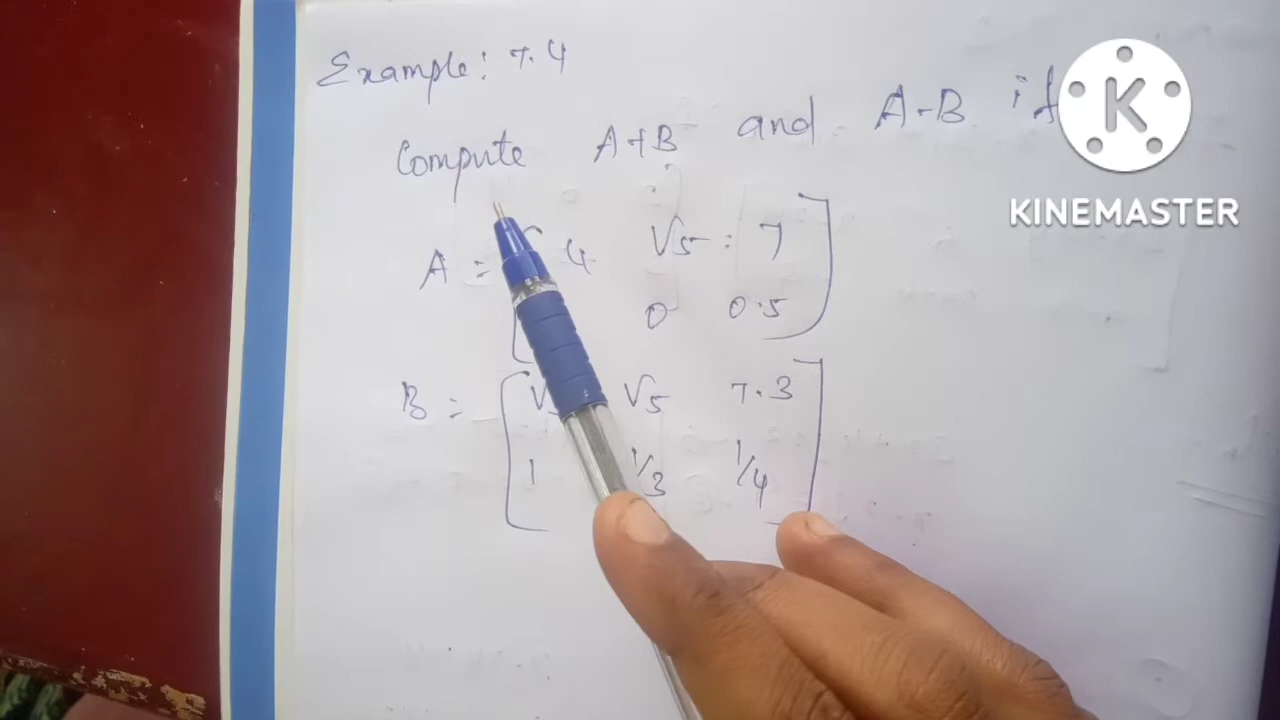 Example: 7.4
Compute A+B and A-B if
A = [ 4 √5 7 ]
0 0.5 ]
B = [ √ √5 7.3 ]
[ 1 1/3 1/4 ]
K
KINEMASTER